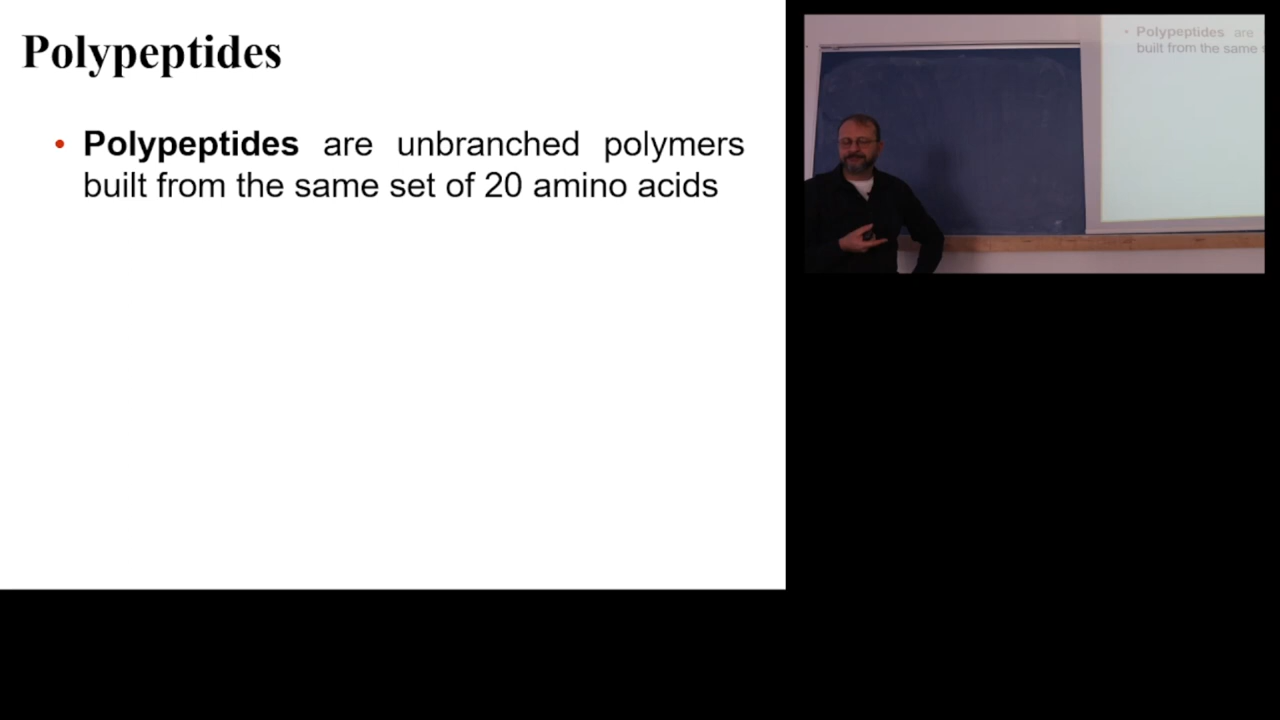 Polypeptides
• Polypeptides are unbranched polymers
built from the same set of 20 amino acids
• Polypeptides are
built from the same